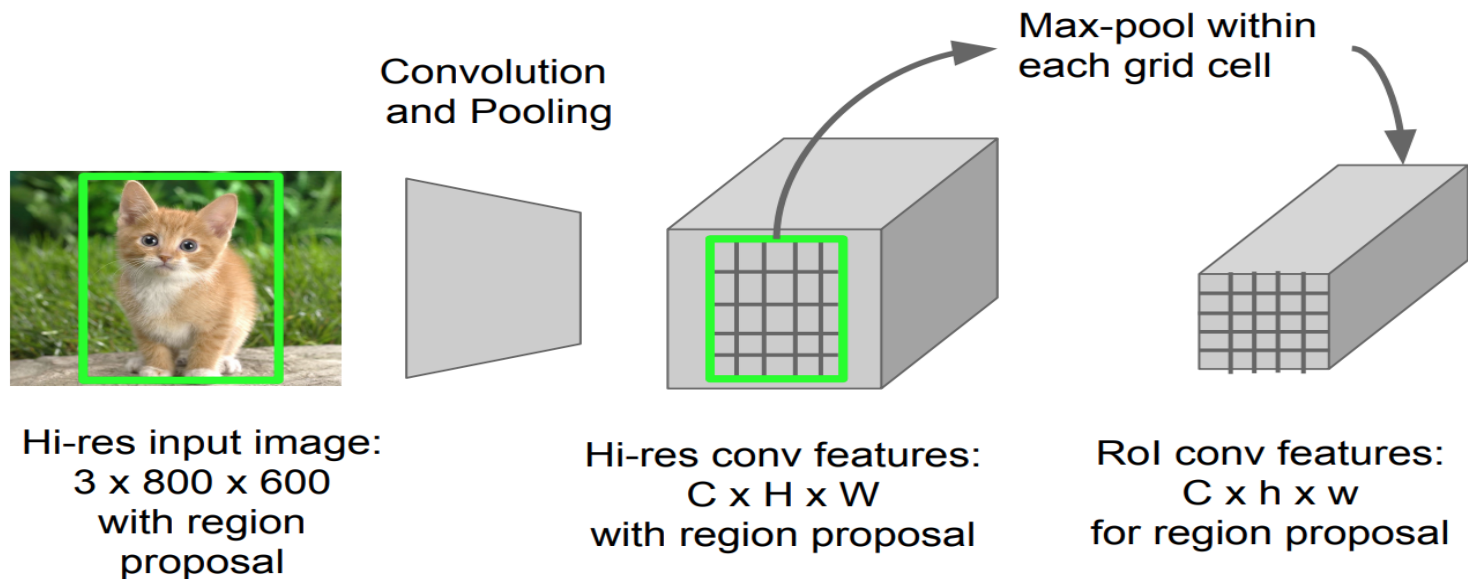 Convolution
and Pooling
Max-pool within
each grid cell
Hi-res input image:
3 x 800 x 600
with region
proposal
Hi-res conv features:
C x H x W
with region proposal
RoI conv features:
C x h x w
for region proposal